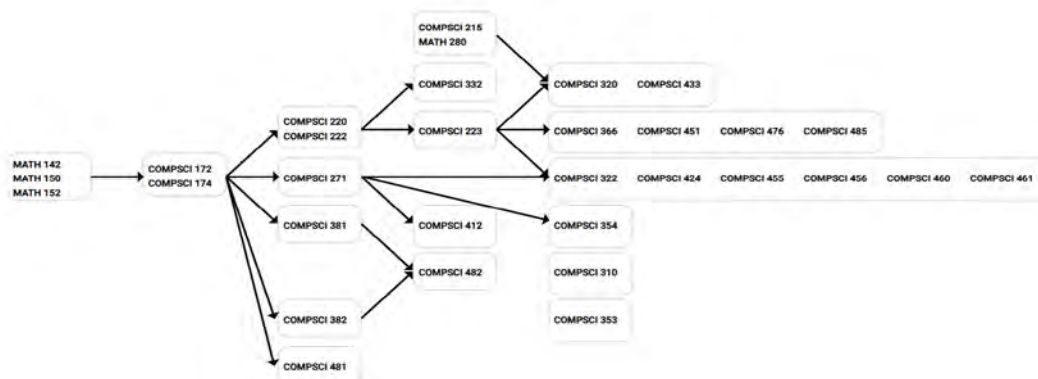 COMPSCI 215
MATH 280
COMPSCI 332
COMPSCI 320 COMPSCI 433
COMPSCI 220
COMPSCI 222
COMPSCI 223
COMPSCI 366 COMPSCI 451 COMPSCI 476 COMPSCI 485
MATH 142
MATH 150
MATH 152
COMPSCI 172
COMPSCI 174
COMPSCI 271
COMPSCI 322 COMPSCI 424 COMPSCI 455 COMPSCI 456 COMPSCI 460 COMPSCI 461
COMPSCI 381
COMPSCI 412
COMPSCI 354
COMPSCI 482
COMPSCI 310
COMPSCI 382
COMPSCI 353
COMPSCI 481